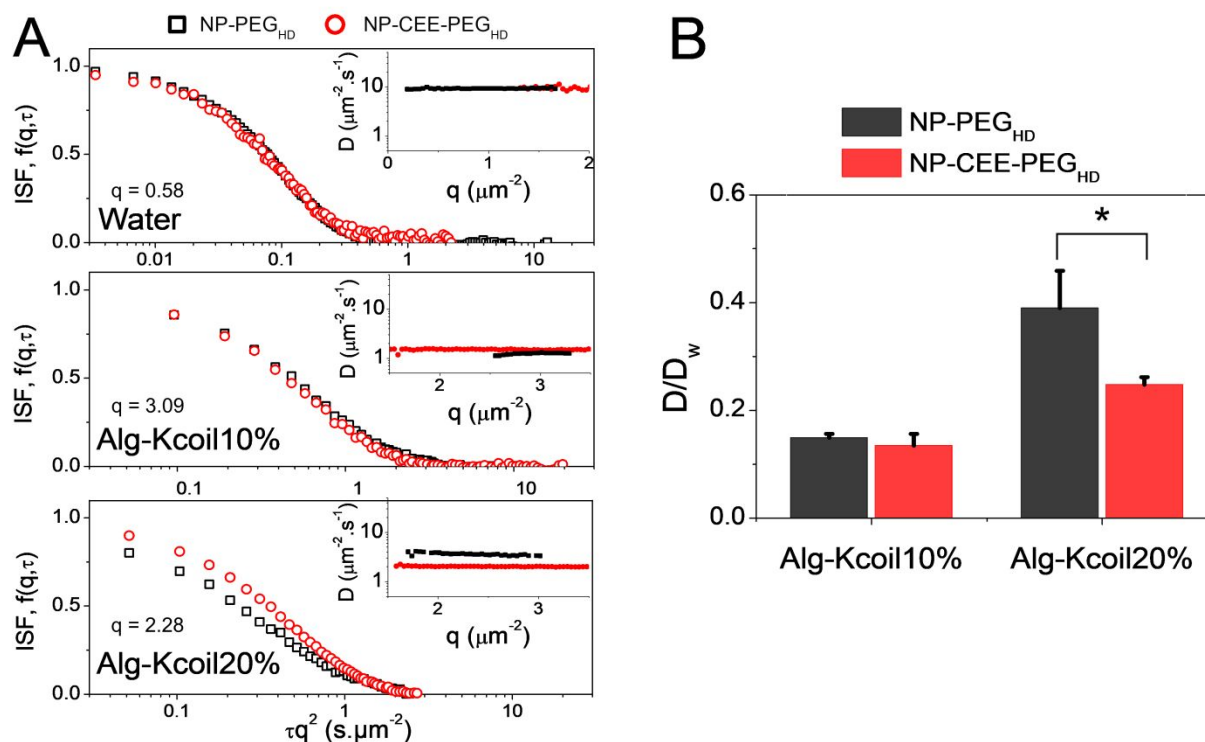 A
NP-PEG_HD
NP-CEE-PEG_HD
ISF, f(q,τ)
1.0
0.5
0.0
q = 0.58
Water
0.01 0.1 1 10
D (μm⁻².s⁻¹)
10
1
0 1 2
q (μm⁻²)
ISF, f(q,τ)
1.0
0.5
0.0
q = 3.09
Alg-Kcoil10%
0.1 1 10
D (μm⁻².s⁻¹)
10
1
2 3
q (μm⁻²)
ISF, f(q,τ)
1.0
0.5
0.0
q = 2.28
Alg-Kcoil20%
0.1 1 10
D (μm⁻².s⁻¹)
10
1
2 3
q (μm⁻²)
τq² (s.μm⁻²)
B
NP-PEG_HD
NP-CEE-PEG_HD
D/D_w
0.6
0.4
0.2
0.0
*
Alg-Kcoil10% Alg-Kcoil20%